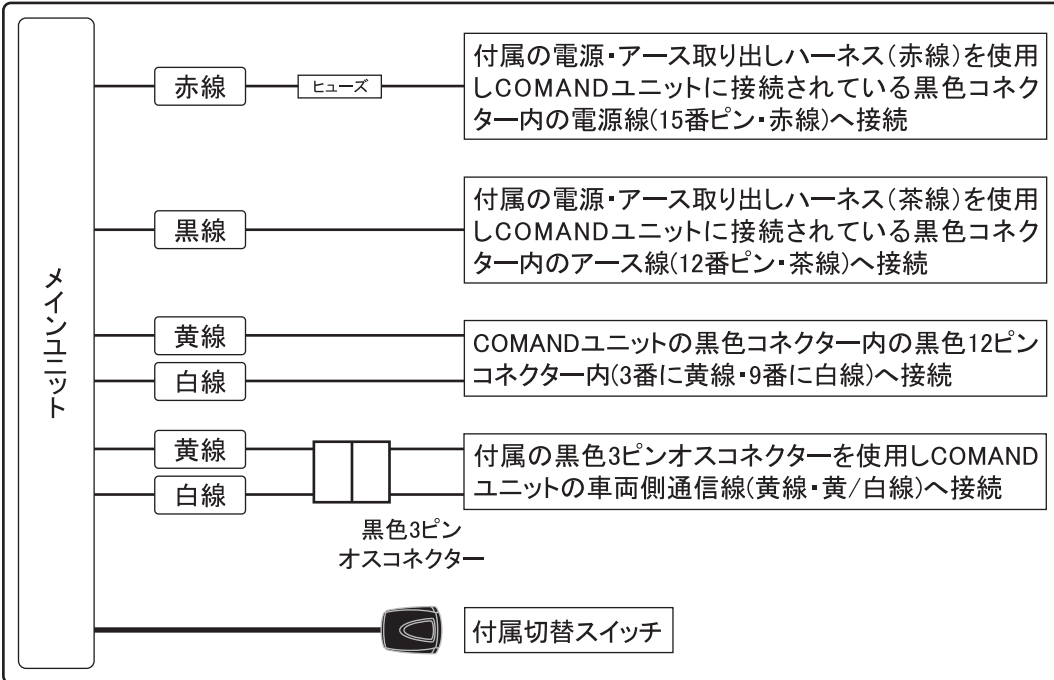 メインユニット
赤線
ヒューズ
付属の電源・アース取り出しハーネス(赤線)を使用
しCOMANDユニットに接続されている黒色コネク
ター内の電源線(15番ピン・赤線)へ接続
黒線
付属の電源・アース取り出しハーネス(茶線)を使用
しCOMANDユニットに接続されている黒色コネク
ター内のアース線(12番ピン・茶線)へ接続
黄線
白線
COMANDユニットの黒色コネクター内の黒色12ピン
コネクター内(3番に黄線・9番に白線)へ接続
黄線
白線
黒色3ピン
オスコネクター
付属の黒色3ピンオスコネクターを使用しCOMAND
ユニットの車両側通信線(黄線・黄/白線)へ接続
付属切替スイッチ